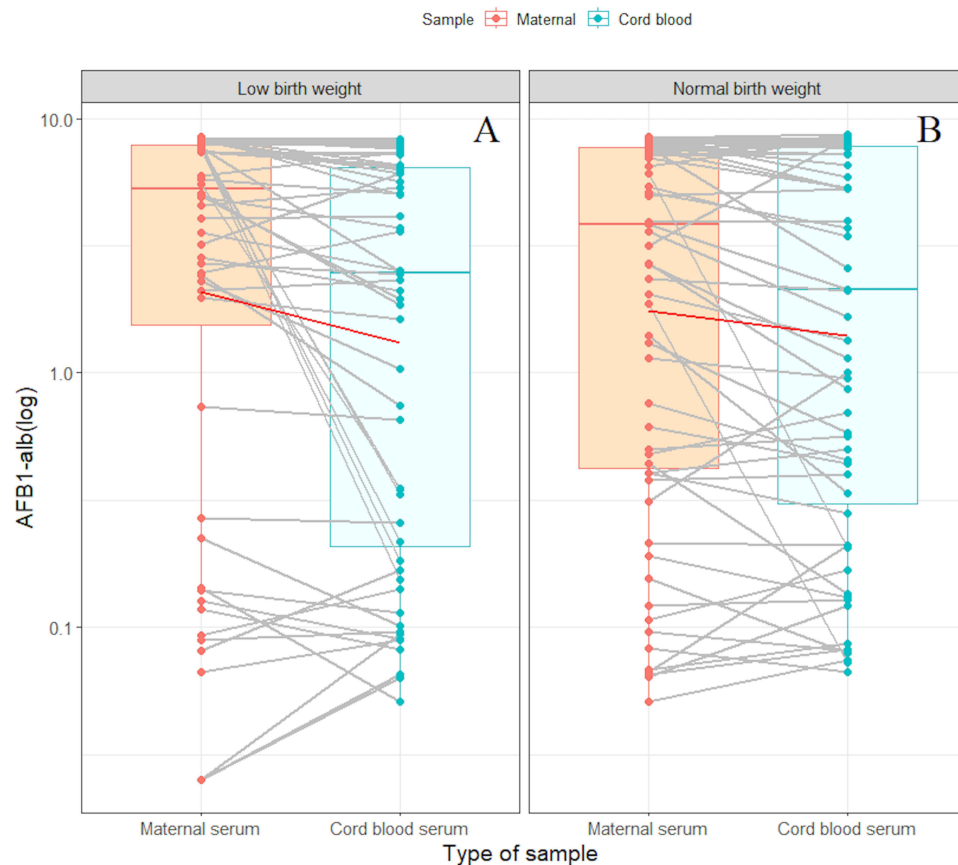 Sample Maternal Cord blood
Low birth weight
Normal birth weight
A
B
10.0
1.0
0.1
AFB1-alb(log)
Maternal serum
Cord blood serum
Maternal serum
Cord blood serum
Type of sample